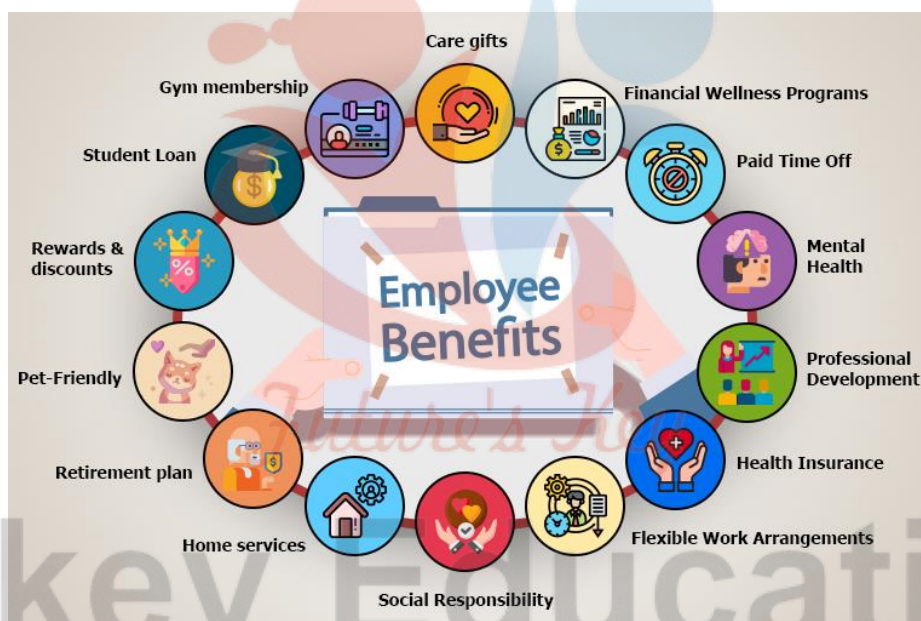 Care gifts
Gym membership
Financial Wellness Programs
Student Loan
Paid Time Off
Rewards &
discounts
Mental
Health
Employee
Benefits
Pet-Friendly
Professional
Development
Future's Key
Retirement plan
Health Insurance
Home services
Flexible Work Arrangements
key Educati
Social Responsibility